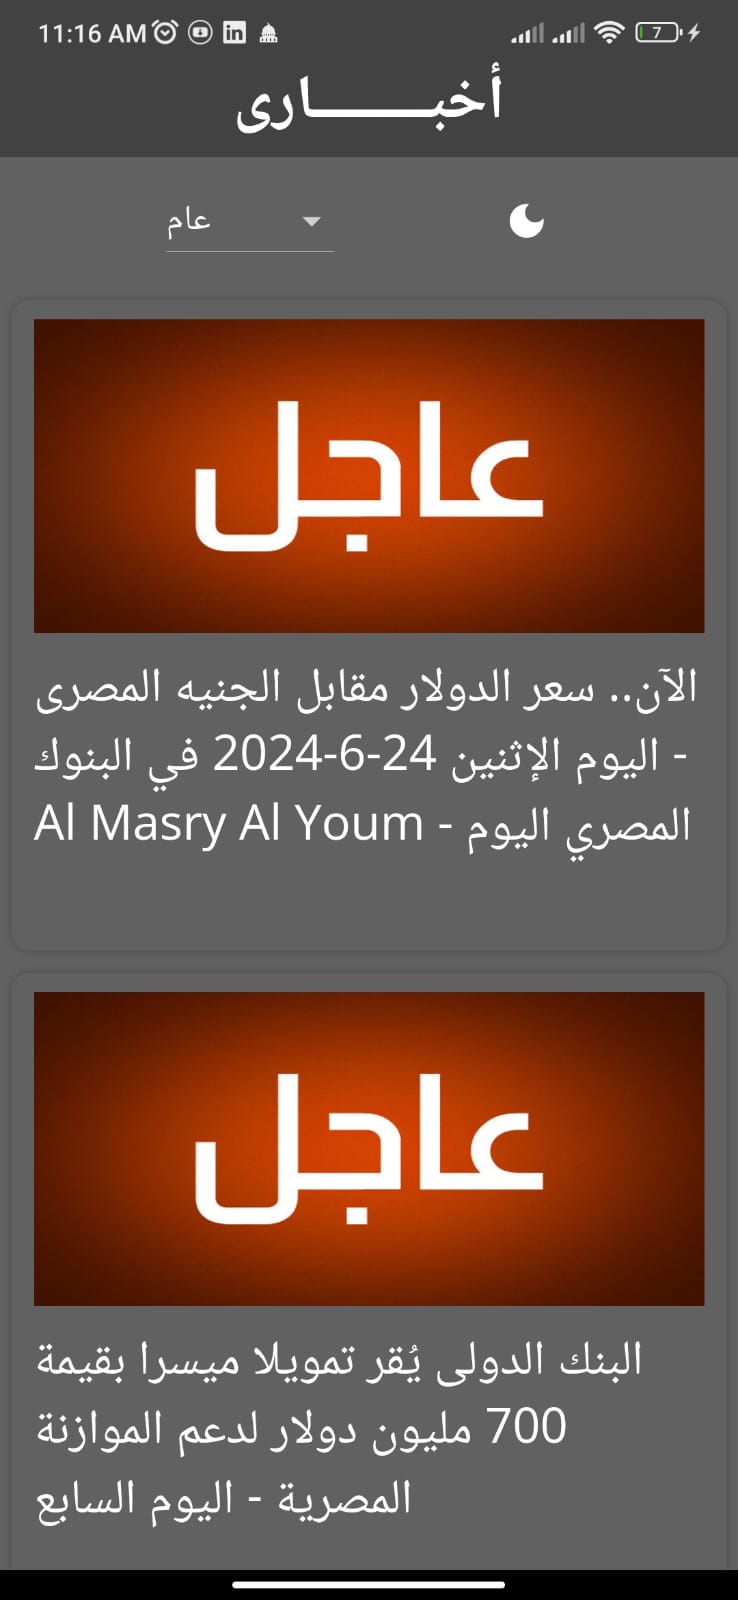 11:16 AM
7
أخبـــــارى
عام
عاجل
الآن.. سعر الدولار مقابل الجنيه المصرى
- اليوم الإثنين 24-6-2024 في البنوك
المصري اليوم - Al Masry Al Youm
عاجل
البنك الدولى يُقر تمويلا ميسرا بقيمة
700 مليون دولار لدعم الموازنة
المصرية - اليوم السابع